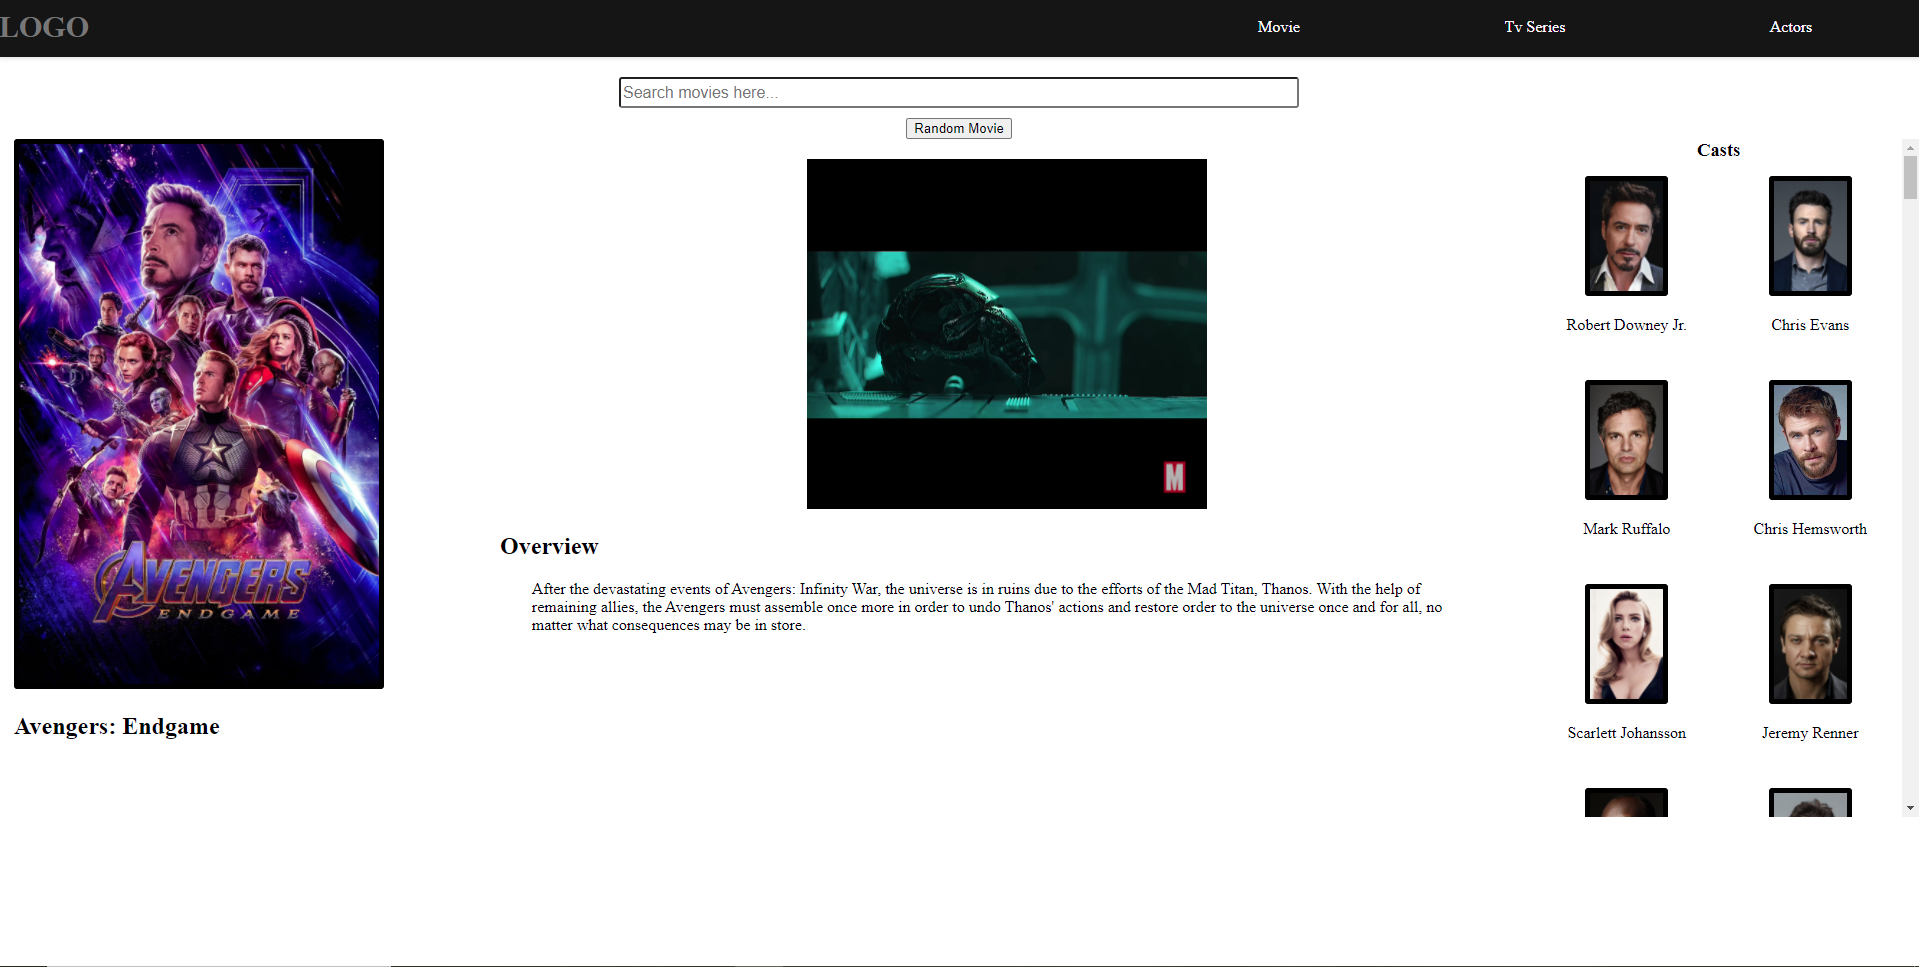 LOGO
Movie
Tv Series
Actors
Search movies here...
Random Movie
AVENGERS
ENDGAME
Avengers: Endgame
M
Overview
After the devastating events of Avengers: Infinity War, the universe is in ruins due to the efforts of the Mad Titan, Thanos. With the help of
remaining allies, the Avengers must assemble once more in order to undo Thanos' actions and restore order to the universe once and for all, no
matter what consequences may be in store.
Casts
Robert Downey Jr.
Chris Evans
Mark Ruffalo
Chris Hemsworth
Scarlett Johansson
Jeremy Renner